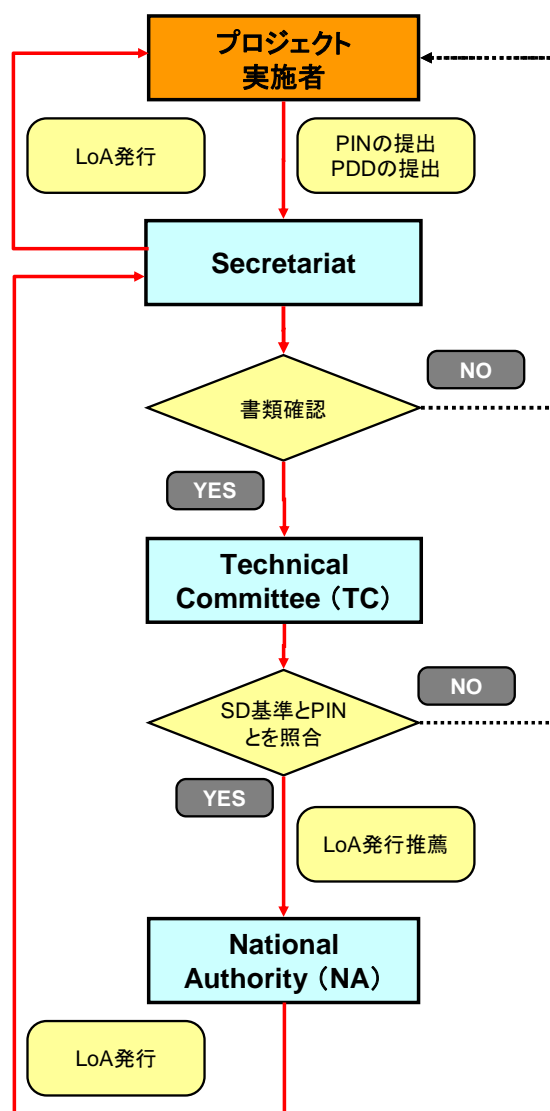 プロジェクト
実施者
LoA発行
PINの提出
PDDの提出
Secretariat
書類確認
NO
YES
Technical
Committee（TC）
SD基準とPIN
とを照合
NO
YES
LoA発行推薦
National
Authority（NA）
LoA発行